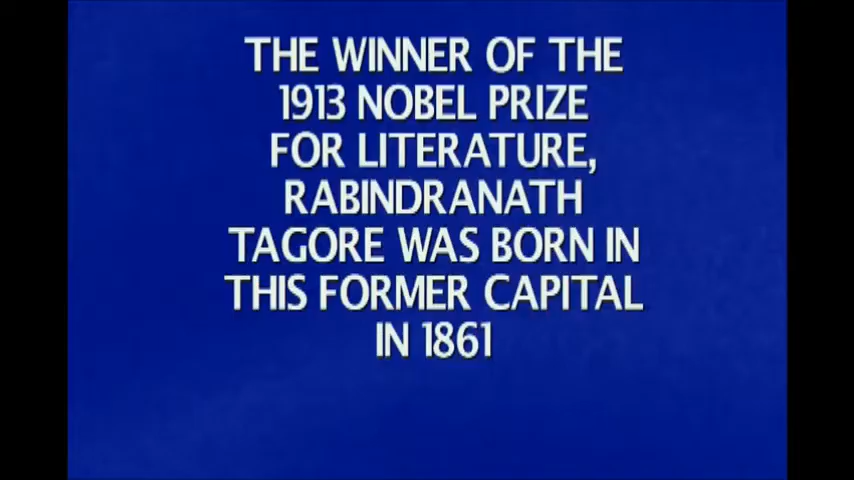 THE WINNER OF THE
1913 NOBEL PRIZE
FOR LITERATURE,
RABINDRANATH
TAGORE WAS BORN IN
THIS FORMER CAPITAL
IN 1861